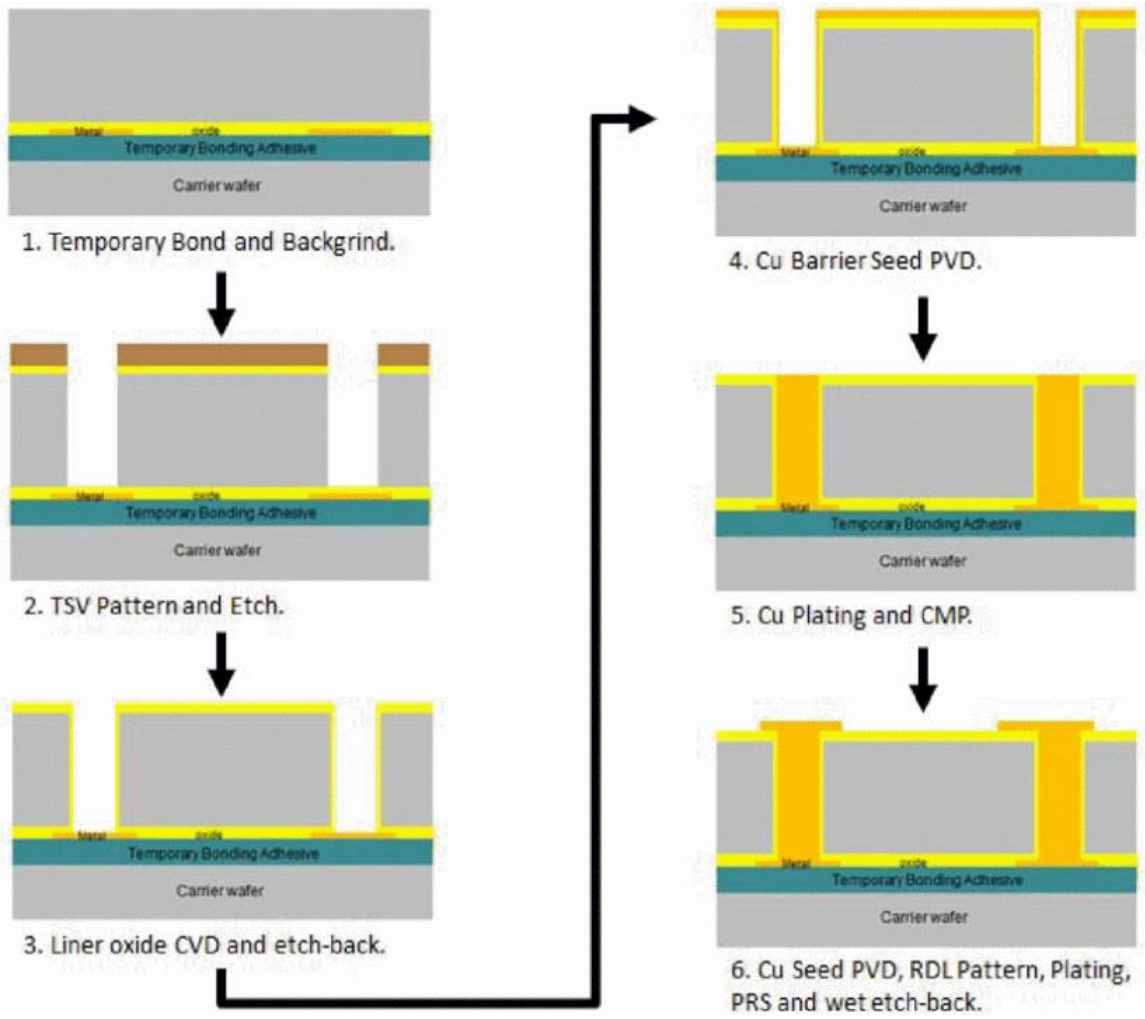 Metal oxide
Temporary Bonding Adhesive
Carrier wafer
1. Temporary Bond and Backgrind.
Metal oxide
Temporary Bonding Adhesive
Carrier wafer
2. TSV Pattern and Etch.
Metal oxide
Temporary Bonding Adhesive
Carrier wafer
3. Liner oxide CVD and etch-back.
Metal oxide
Temporary Bonding Adhesive
Carrier wafer
4. Cu Barrier Seed PVD.
Metal oxide
Temporary Bonding Adhesive
Carrier wafer
5. Cu Plating and CMP.
Metal oxide
Temporary Bonding Adhesive
Carrier wafer
6. Cu Seed PVD, RDL Pattern, Plating,
PRS and wet etch-back.